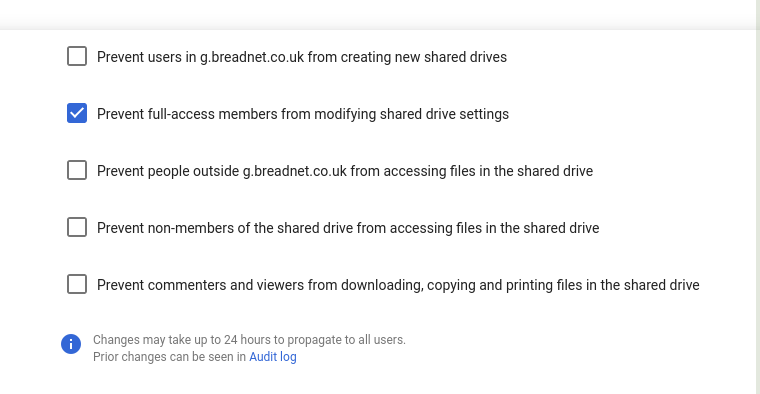 Prevent users in g.breadnet.co.uk from creating new shared drives
Prevent full-access members from modifying shared drive settings
Prevent people outside g.breadnet.co.uk from accessing files in the shared drive
Prevent non-members of the shared drive from accessing files in the shared drive
Prevent commenters and viewers from downloading, copying and printing files in the shared drive
Changes may take up to 24 hours to propagate to all users.
Prior changes can be seen in Audit log